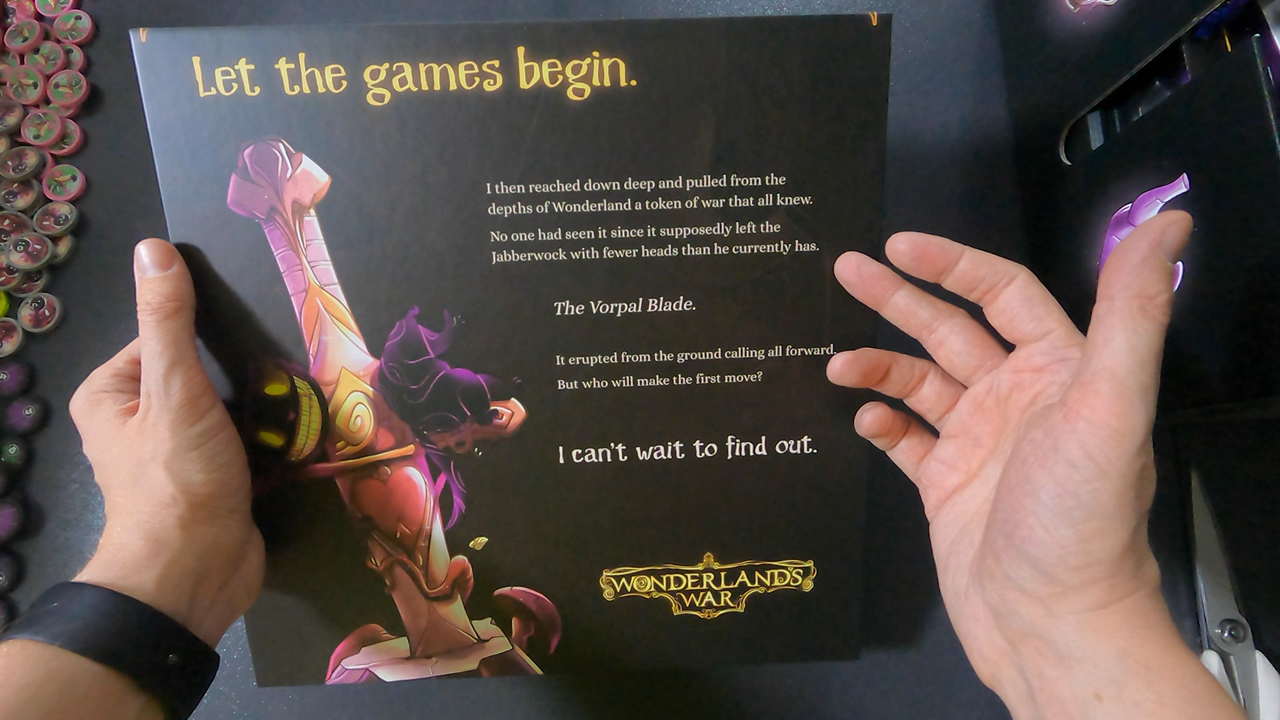 Let the games begin.
I then reached down deep and pulled from the
depths of Wonderland a token of war that all knew.
No one had seen it since it supposedly left the
Jabberwock with fewer heads than he currently has.
The Vorpal Blade.
It erupted from the ground calling all forward.
But who will make the first move?
I can't wait to find out.
WONDERLAND'S
WAR